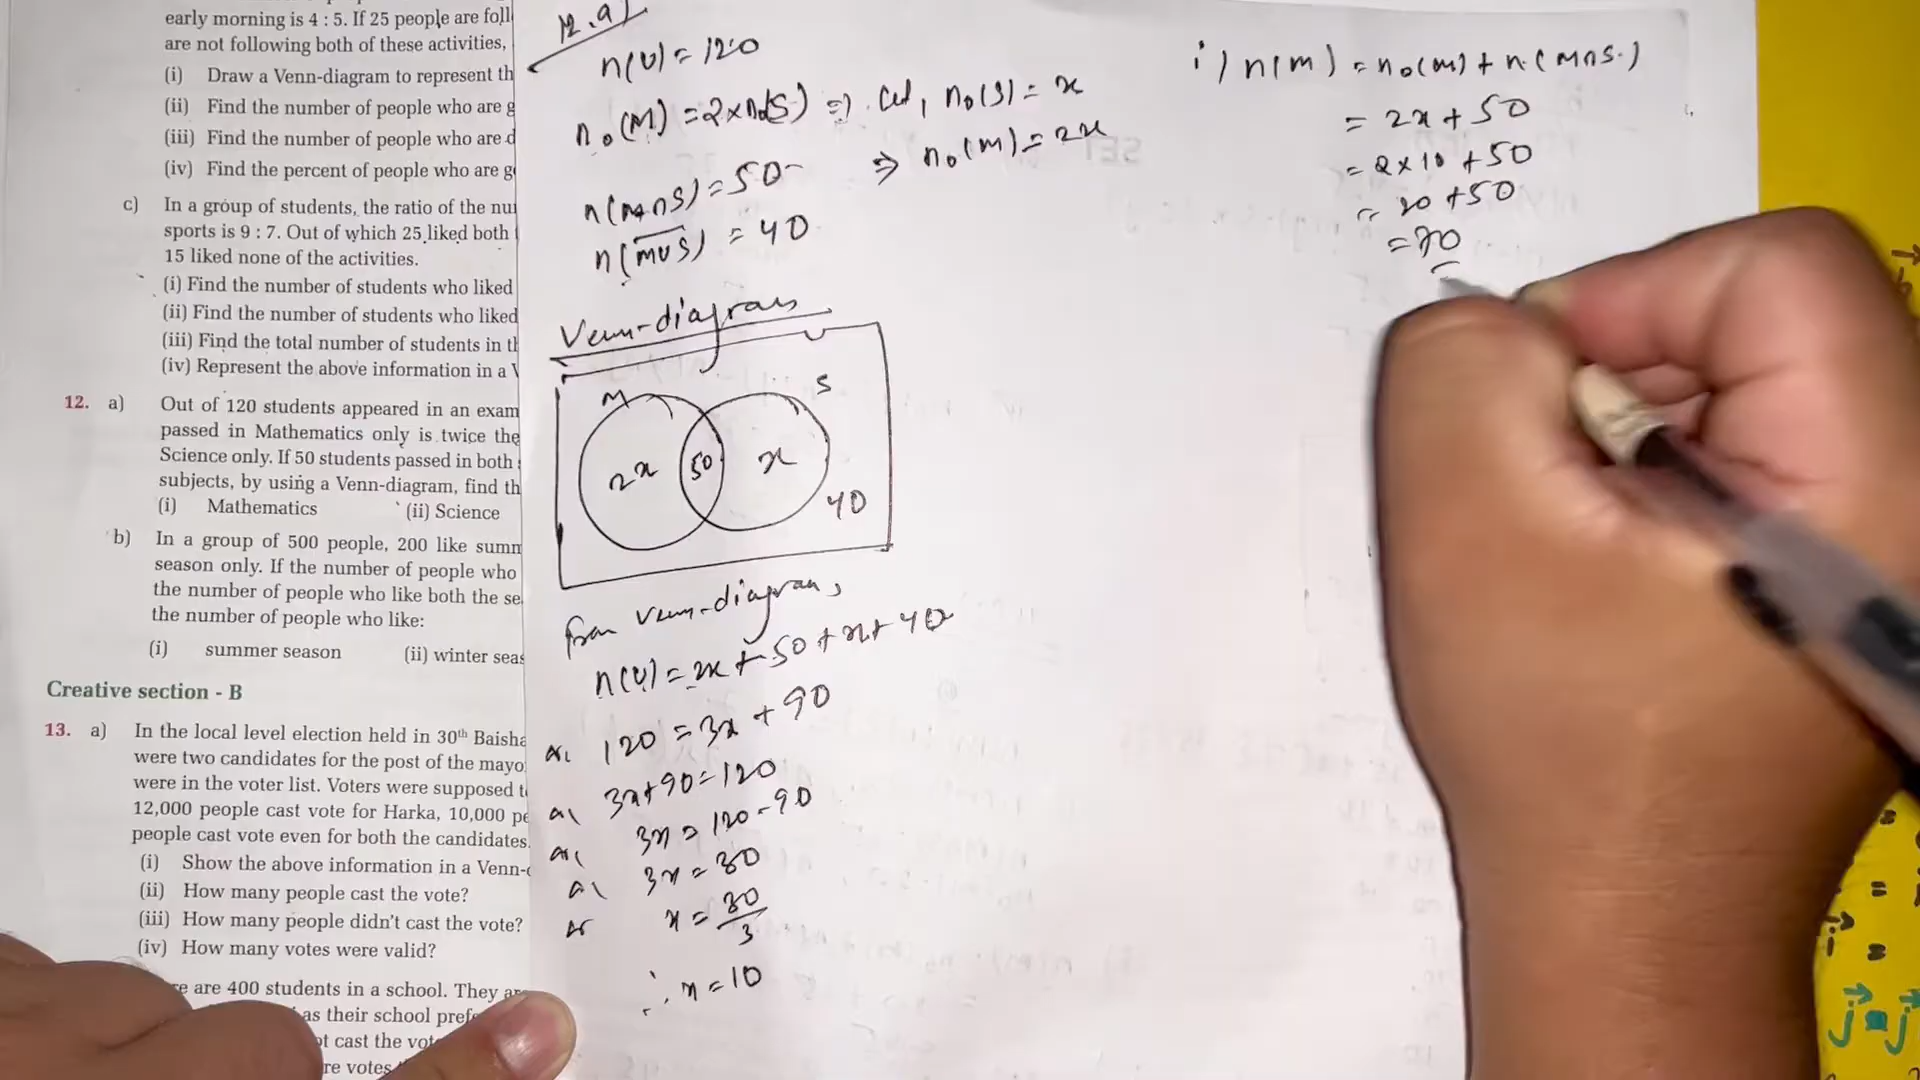 early morning is 4 : 5. If 25 people are foll
are not following both of these activities,
(i) Draw a Venn-diagram to represent th
(ii) Find the number of people who are g
(iii) Find the number of people who are d
(iv) Find the percent of people who are g
c) In a group of students, the ratio of the nu
sports is 9 : 7. Out of which 25 liked both
15 liked none of the activities.
(i) Find the number of students who liked
(ii) Find the number of students who liked
(iii) Find the total number of students in th
(iv) Represent the above information in a V
12. a) Out of 120 students appeared in an exam
passed in Mathematics only is twice the
Science only. If 50 students passed in both
subjects, by using a Venn-diagram, find th
(i) Mathematics (ii) Science
b) In a group of 500 people, 200 like summ
season only. If the number of people who
the number of people who like both the se
the number of people who like:
(i) summer season (ii) winter seas
Creative section - B
13. a) In the local level election held in 30th Baisha
were two candidates for the post of the mayo
were in the voter list. Voters were supposed t
12,000 people cast vote for Harka, 10,000 pe
people cast vote even for both the candidates.
(i) Show the above information in a Venn-d
(ii) How many people cast the vote?
(iii) How many people didn't cast the vote?
(iv) How many votes were valid?
re are 400 students in a school. They ar
as their school pref
ot cast the vot
re votes
12.a)
n(U) = 120
n₀(M) = 2×n₀(S) ⇒ Let, n₀(S) = x
⇒ n₀(M) = 2x
n(M∩S) = 50
n(M̅∪̅S̅) = 40
Venn-diagram
M S
2x 50 x
40
from venn-diagram,
n(U) = 2x + 50 + x + 40
or, 120 = 3x + 90
or, 3x + 90 = 120
or, 3x = 120 - 90
or, 3x = 30
or x = 30/3
∴ x = 10
i) n(M) = n₀(M) + n(M∩S)
= 2x + 50
= 2 × 10 + 50
= 20 + 50
= 70